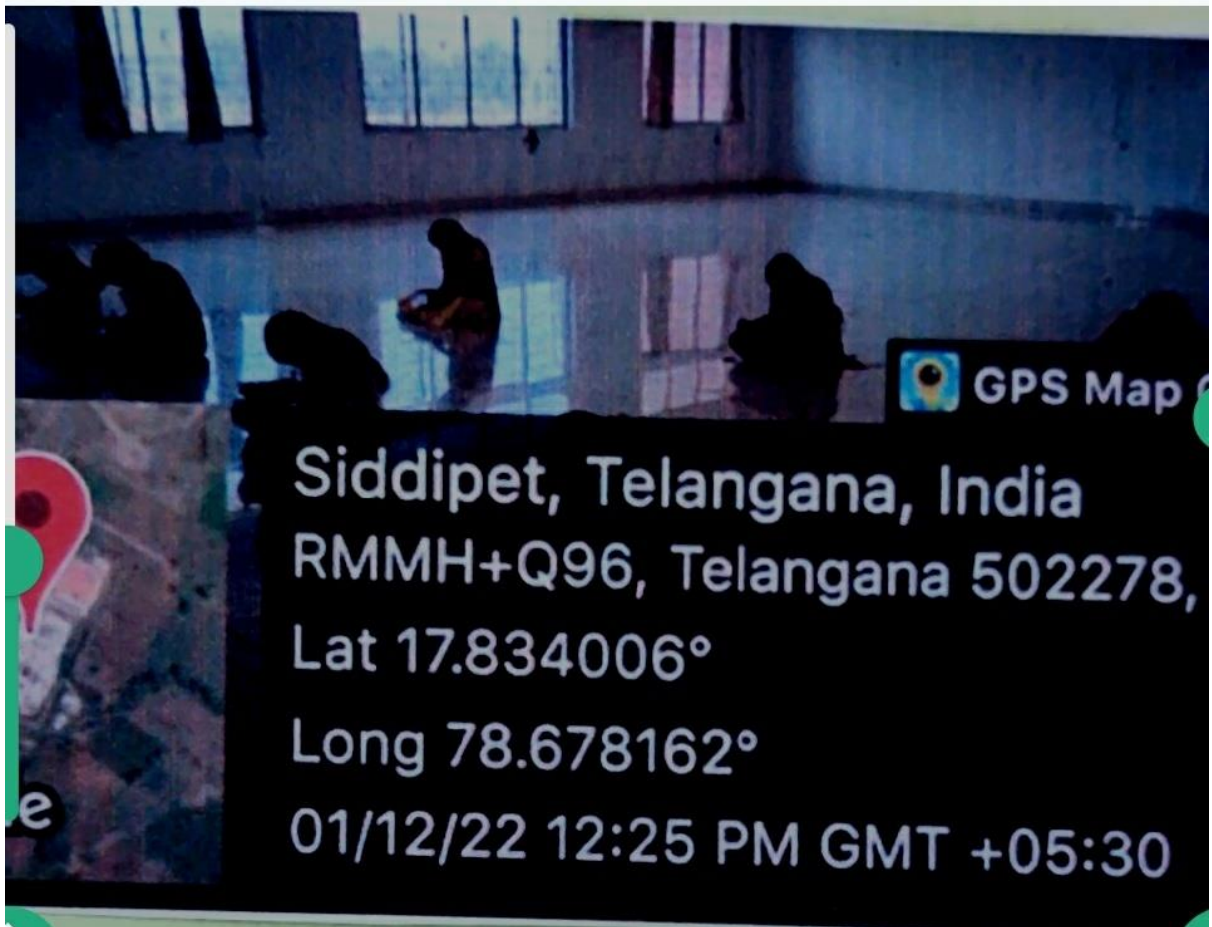 GPS Map
Siddipet, Telangana, India
RMMH+Q96, Telangana 502278,
Lat 17.834006°
Long 78.678162°
01/12/22 12:25 PM GMT +05:30